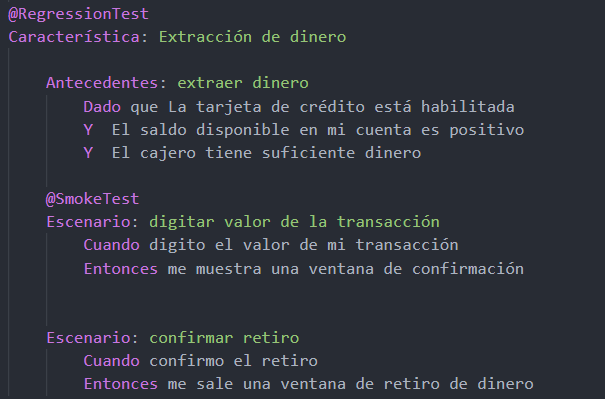 @RegressionTest
Característica: Extracción de dinero
Antecedentes: extraer dinero
Dado que La tarjeta de crédito está habilitada
Y  El saldo disponible en mi cuenta es positivo
Y  El cajero tiene suficiente dinero
@SmokeTest
Escenario: digitar valor de la transacción
Cuando digito el valor de mi transacción
Entonces me muestra una ventana de confirmación
Escenario: confirmar retiro
Cuando confirmo el retiro
Entonces me sale una ventana de retiro de dinero